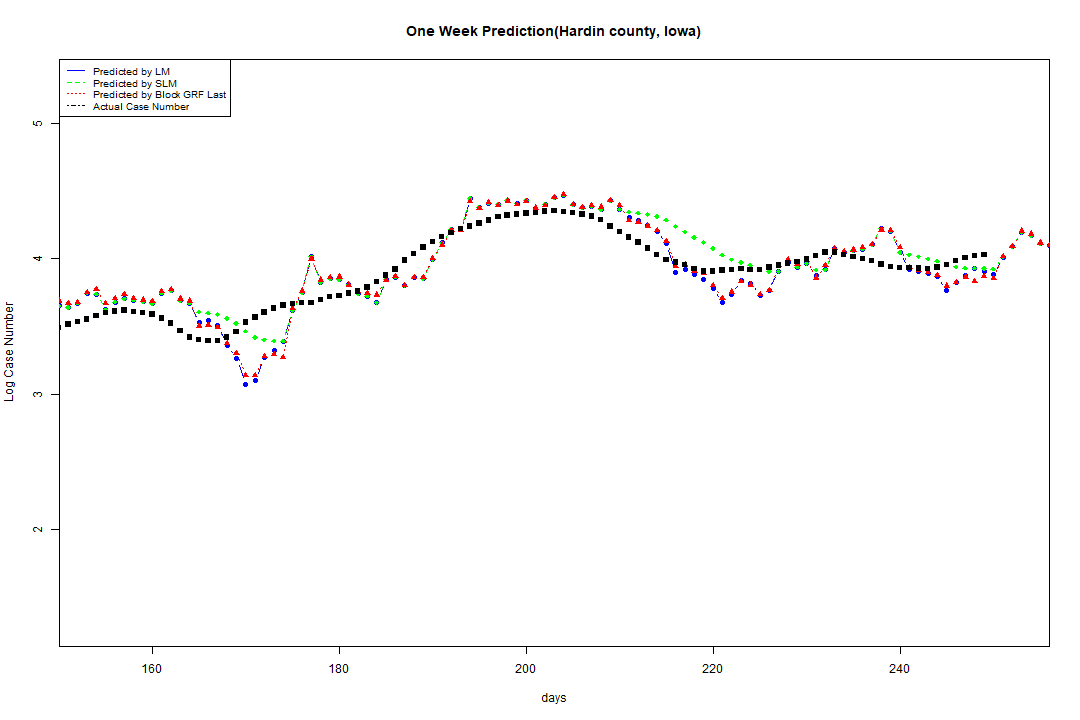 One Week Prediction(Hardin county, Iowa)
Predicted by LM
Predicted by SLM
Predicted by Block GRF Last
Actual Case Number
5
4
3
2
Log Case Number
160 180 200 220 240
days